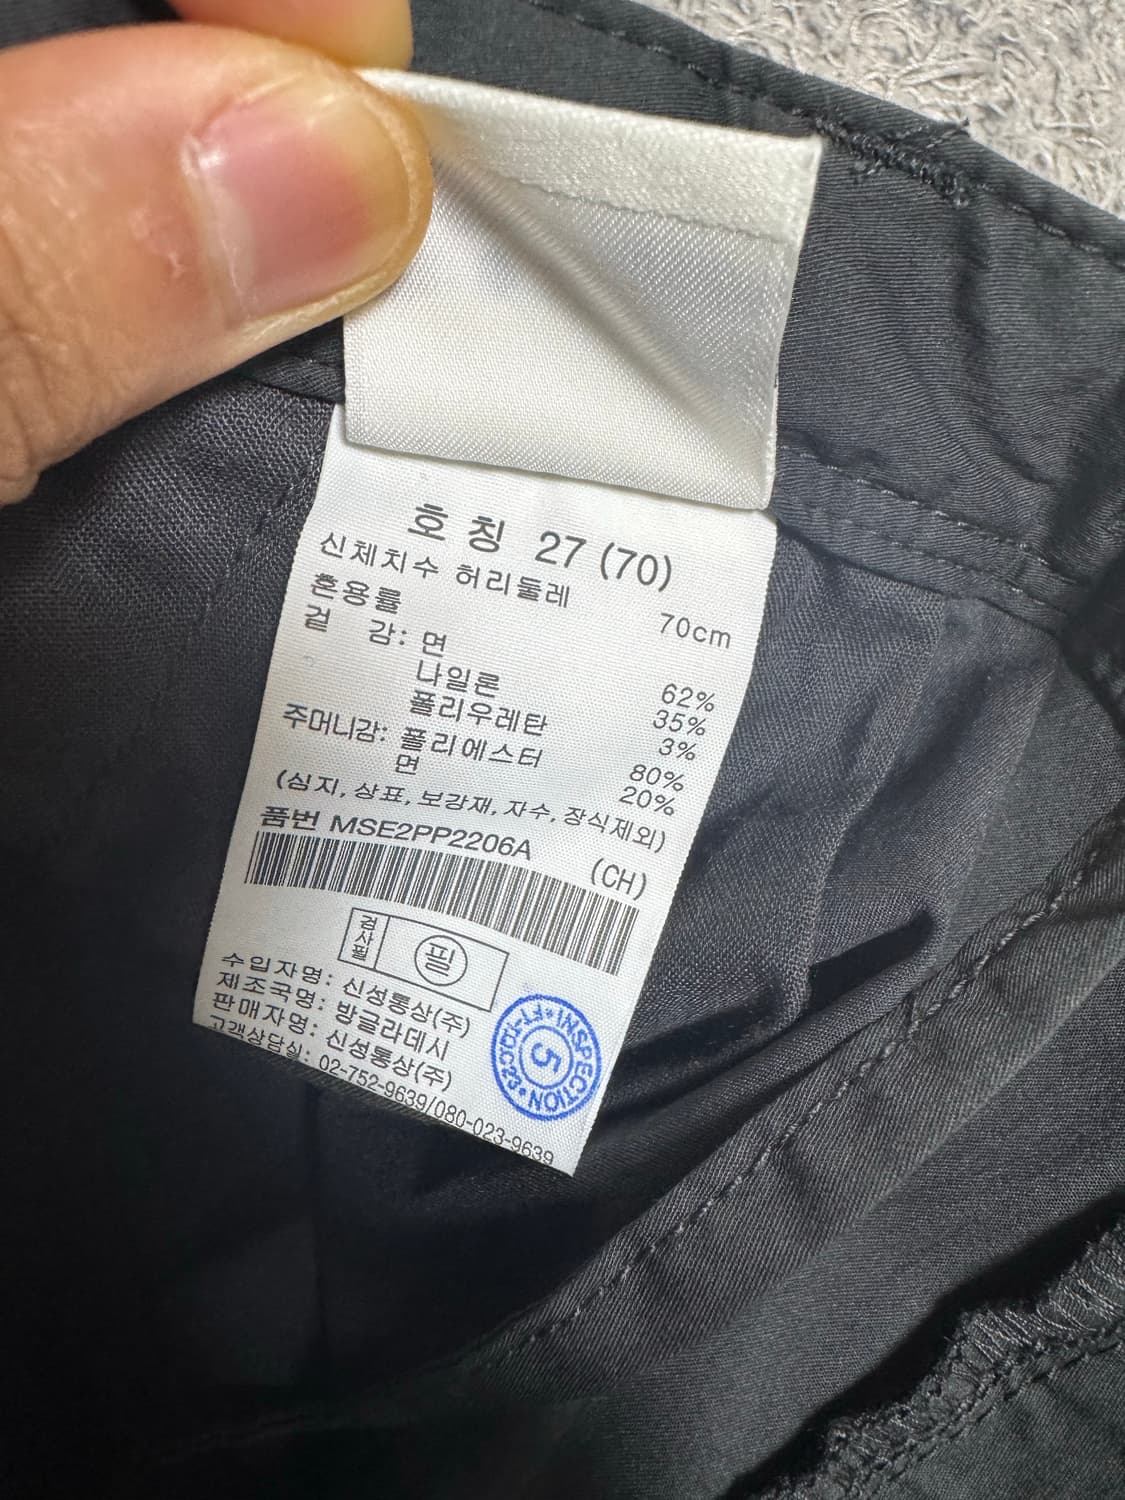 호 칭 27 (70)
신체치수 허리둘레 70cm
혼용률
겉 감: 면 62%
나일론 35%
폴리우레탄 3%
주머니감: 폴리에스터 80%
면 20%
(심지, 상표, 보강재, 자수, 장식제외)
품번 MSE2PP2206A (CH)
검사필 필
수입자명: 신성통상(주)
제조국명: 방글라데시
판매자명: 신성통상(주)
고객상담실: 02-752-9639/080-023-9639
INSPECTION
5